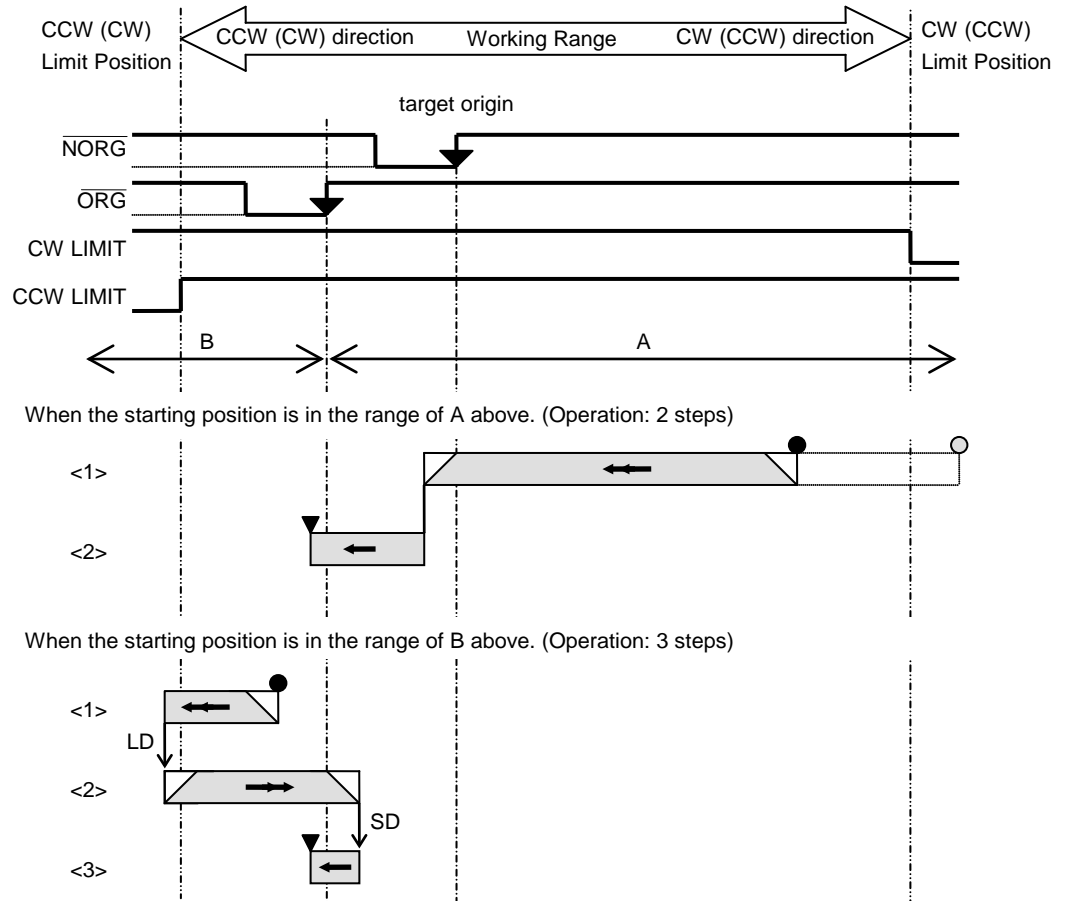 CCW (CW)
Limit Position
CCW (CW) direction
Working Range
CW (CCW) direction
CW (CCW)
Limit Position
target origin
NORG
ORG
CW LIMIT
CCW LIMIT
B
A
When the starting position is in the range of A above. (Operation: 2 steps)
<1>
<2>
When the starting position is in the range of B above. (Operation: 3 steps)
<1>
LD
<2>
SD
<3>